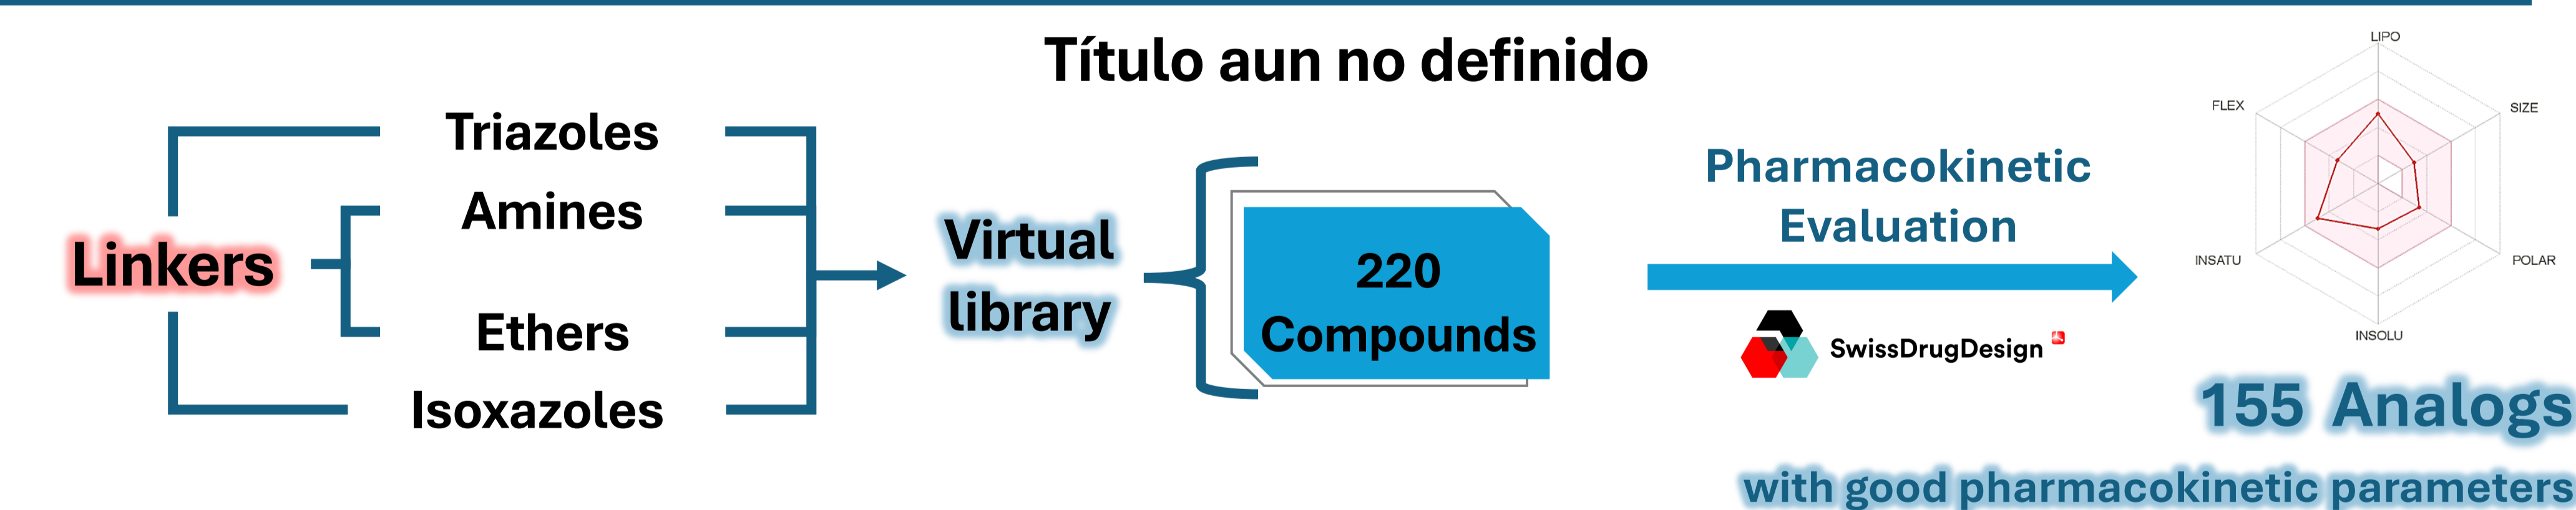 Título aun no definido
Linkers
Triazoles
Amines
Ethers
Isoxazoles
Virtual
library
220
Compounds
Pharmacokinetic
Evaluation
SwissDrugDesign
LIPO
FLEX
SIZE
INSATU
POLAR
INSOLU
155 Analogs
with good pharmacokinetic parameters